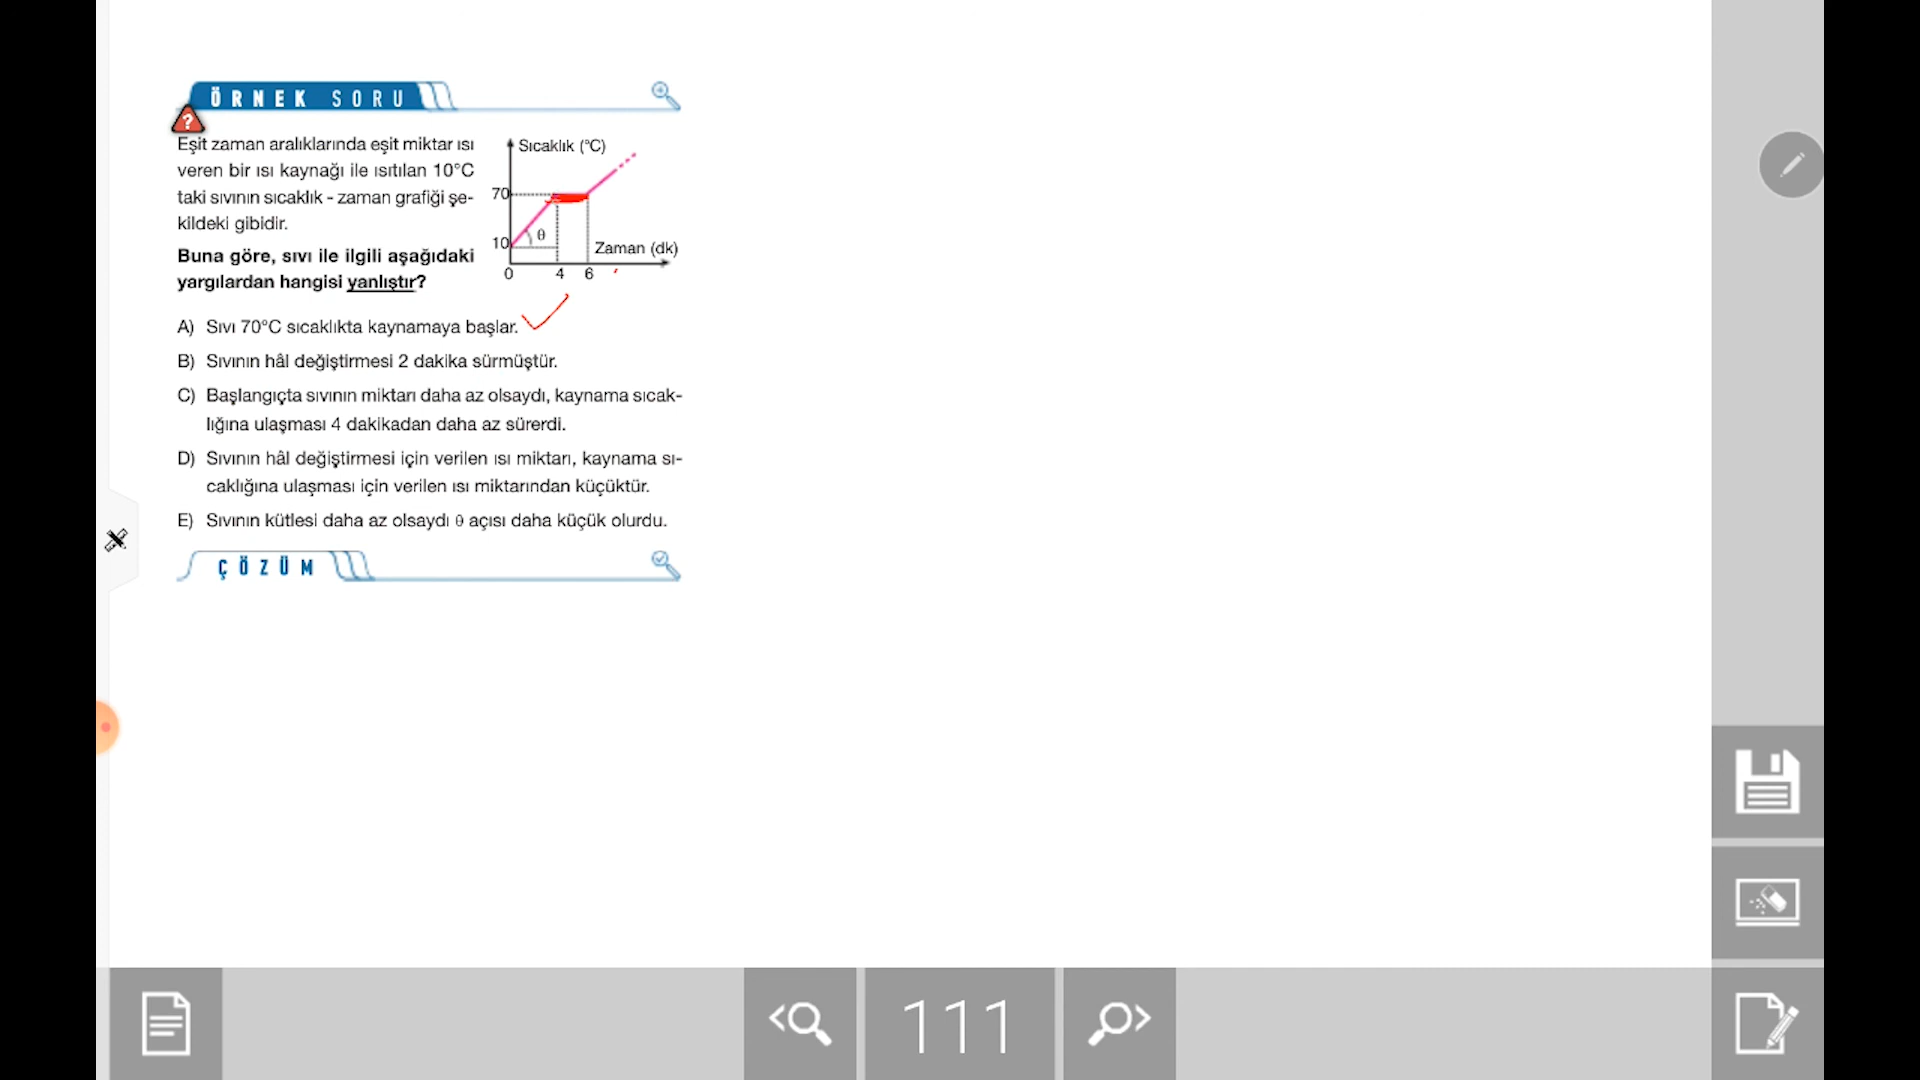 ÖRNEK SORU
?
Eşit zaman aralıklarında eşit miktar ısı
veren bir ısı kaynağı ile ısıtılan 10°C
taki sıvının sıcaklık - zaman grafiği şe-
kildeki gibidir.
Buna göre, sıvı ile ilgili aşağıdaki
yargılardan hangisi yanlıştır?
Sıcaklık (°C)
70
10
θ
Zaman (dk)
0 4 6
A) Sıvı 70°C sıcaklıkta kaynamaya başlar.
B) Sıvının hâl değiştirmesi 2 dakika sürmüştür.
C) Başlangıçta sıvının miktarı daha az olsaydı, kaynama sıcak-
lığına ulaşması 4 dakikadan daha az sürerdi.
D) Sıvının hâl değiştirmesi için verilen ısı miktarı, kaynama sı-
caklığına ulaşması için verilen ısı miktarından küçüktür.
E) Sıvının kütlesi daha az olsaydı θ açısı daha küçük olurdu.
ÇÖZÜM
111